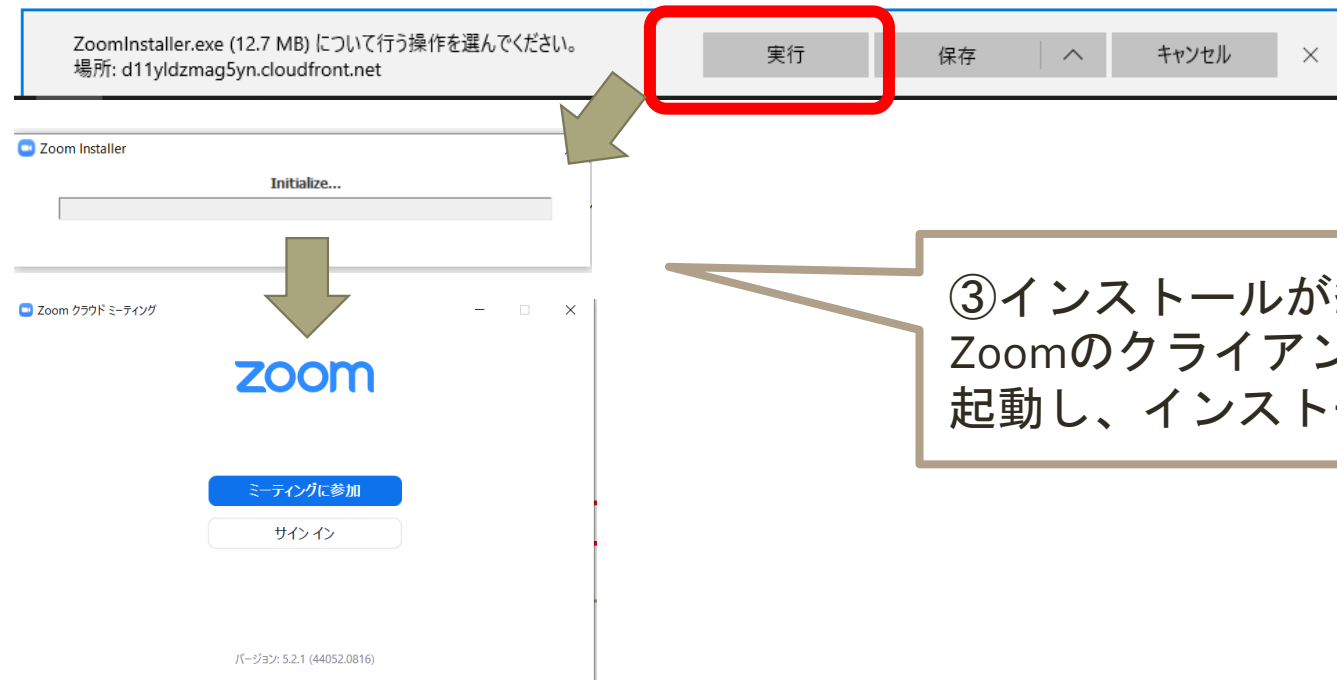 ZoomInstaller.exe (12.7 MB) について行う操作を選んでください。
場所: d11yldzmag5yn.cloudfront.net
実行
保存
キャンセル
Zoom Installer
Initialize...
Zoom クラウド ミーティング
zoom
ミーティングに参加
サイン イン
バージョン: 5.2.1 (44052.0816)
③インストールが
Zoomのクライアン
起動し、インスト